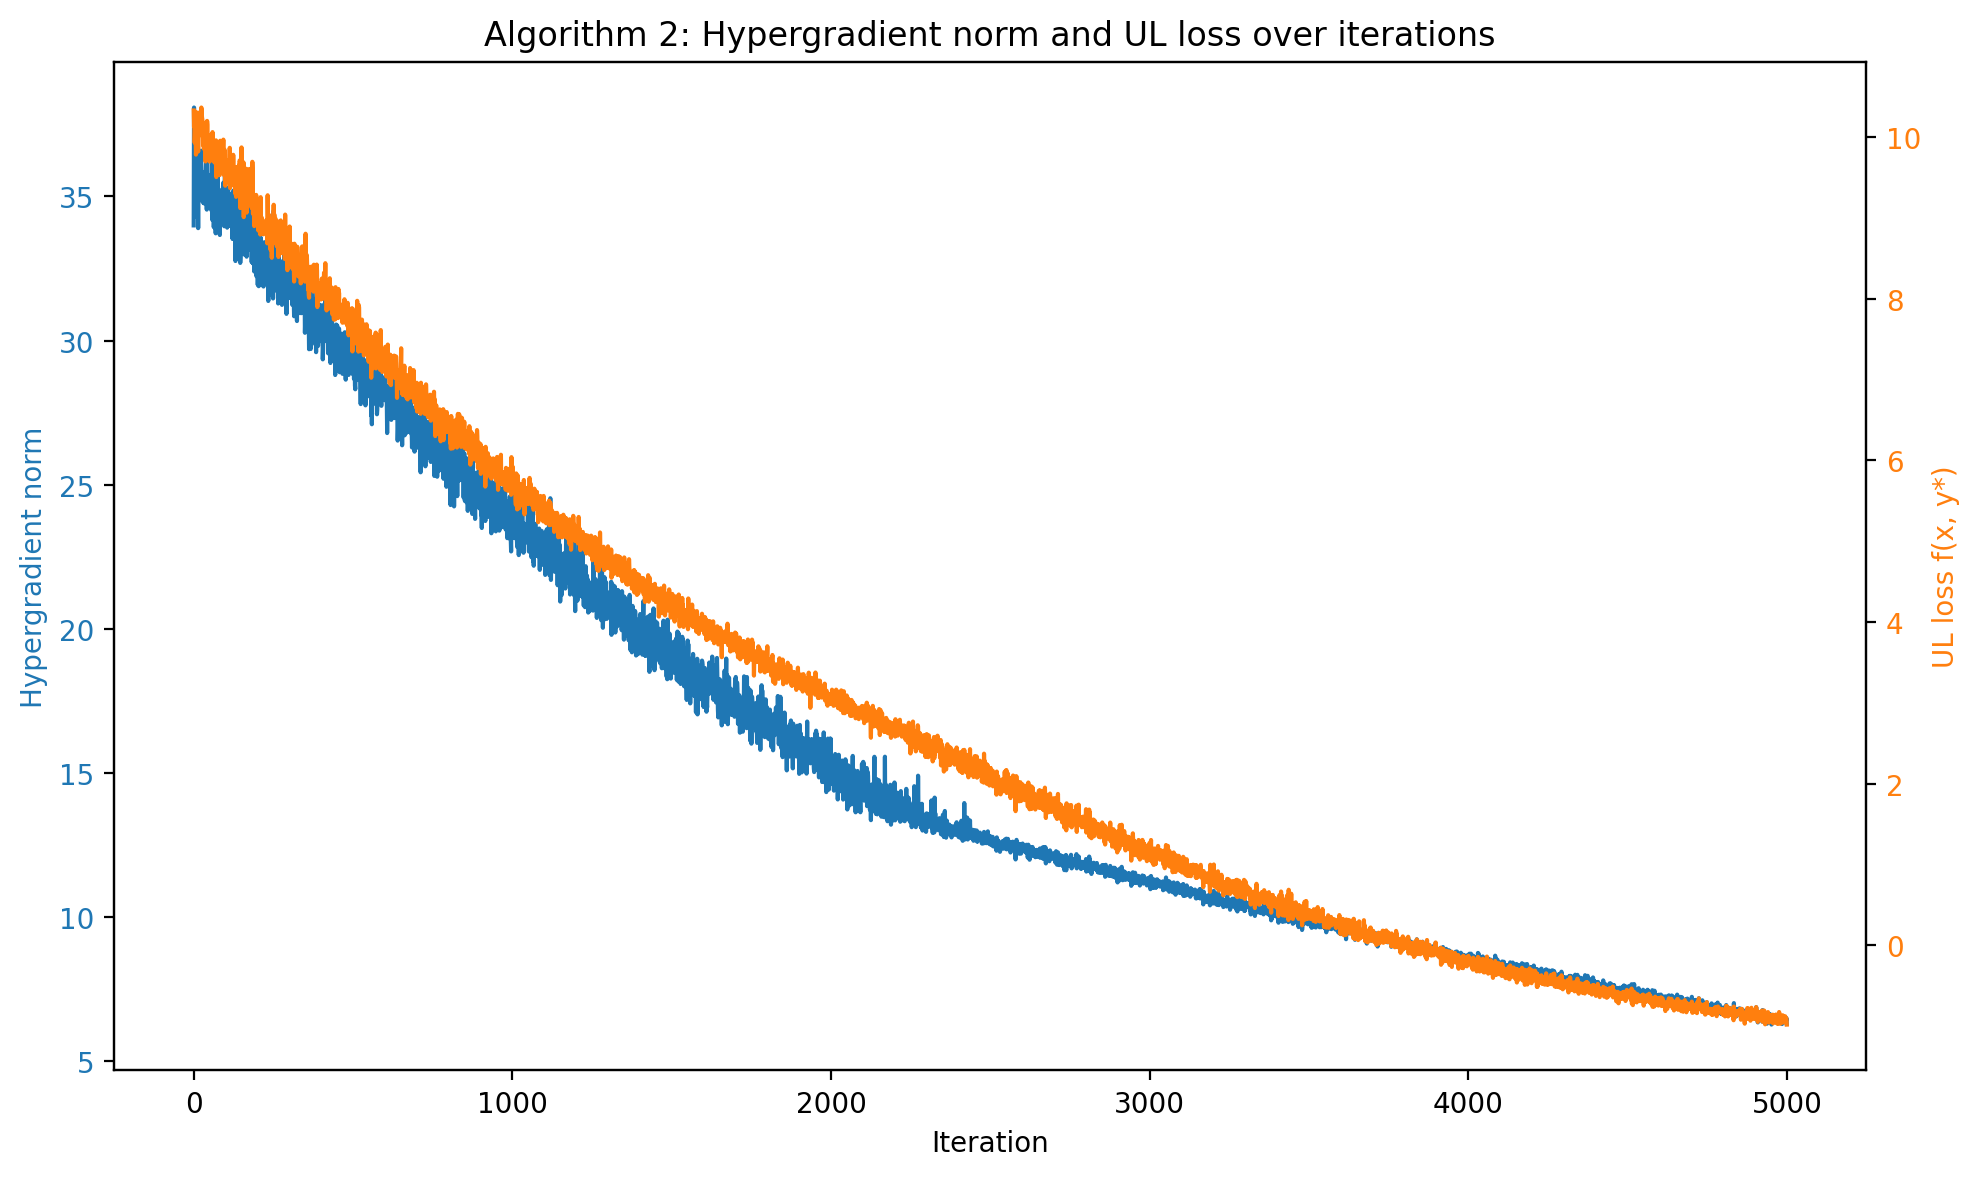 Algorithm 2: Hypergradient norm and UL loss over iterations
Hypergradient norm
35
30
25
20
15
10
5
10
8
6
4
2
0
UL loss f(x, y*)
0 1000 2000 3000 4000 5000
Iteration